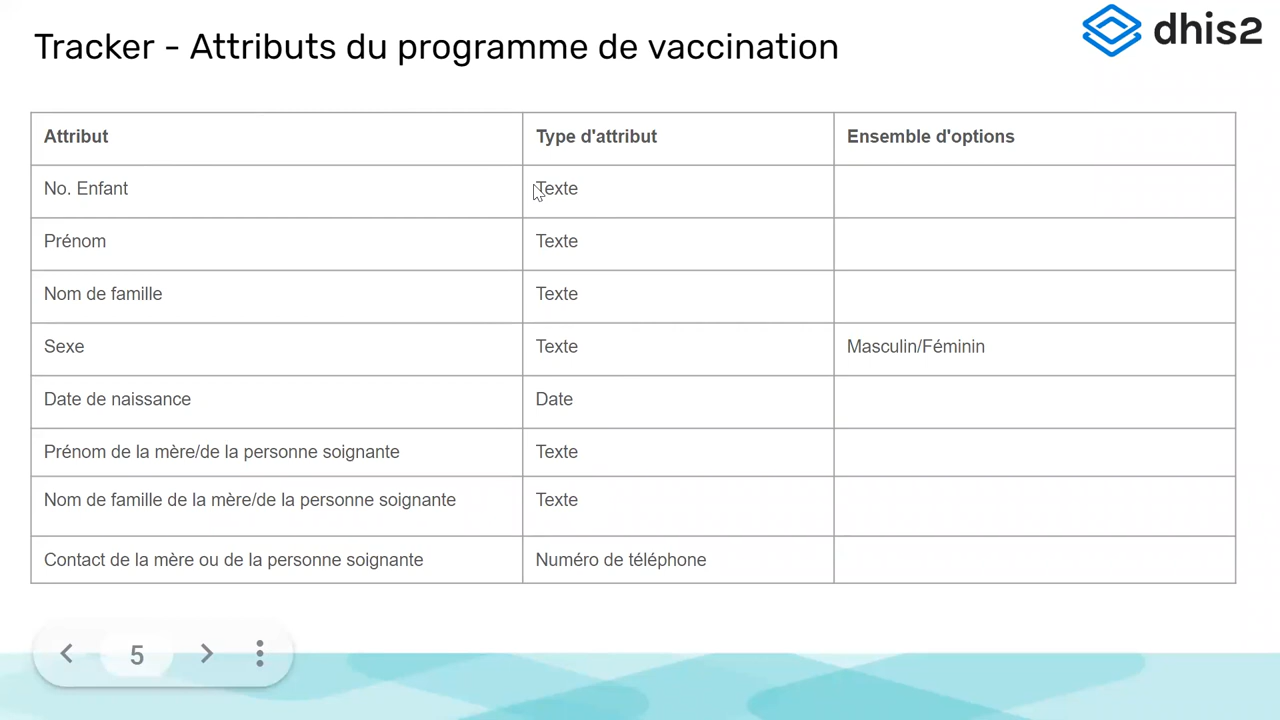 Tracker - Attributs du programme de vaccination
dhis2
Attribut Type d'attribut Ensemble d'options
No. Enfant Texte
Prénom Texte
Nom de famille Texte
Sexe Texte Masculin/Féminin
Date de naissance Date
Prénom de la mère/de la personne soignante Texte
Nom de famille de la mère/de la personne soignante Texte
Contact de la mère ou de la personne soignante Numéro de téléphone
5